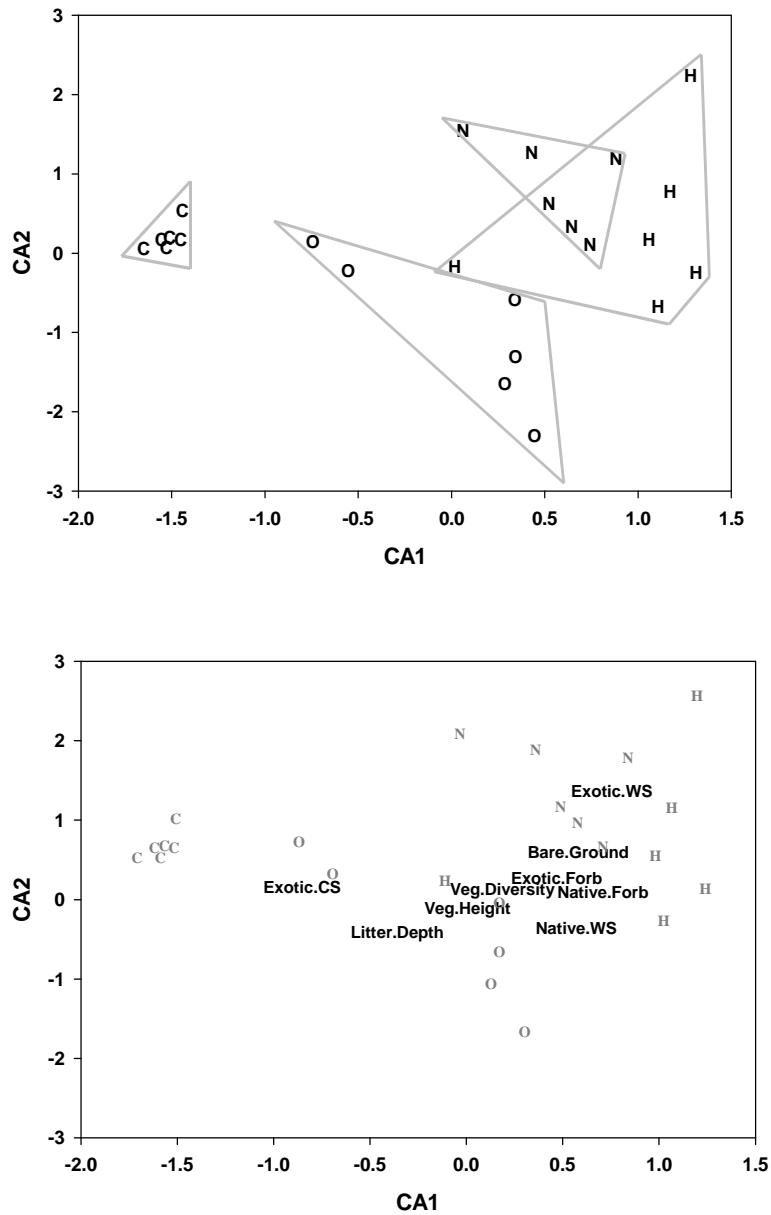 3
2
1
0
-1
-2
-3
CA2
H
N
N
N
H
N
N
N
H
H
H
H
C
C
C
C
C
C
O
O
O
O
O
O
-2.0 -1.5 -1.0 -0.5 0.0 0.5 1.0 1.5
CA1
3
2
1
0
-1
-2
-3
CA2
H
N
N
N
Exotic.WS
N
H
N
C
O
N
Bare.Ground
H
C
C
C
C
C
C
O
Exotic.Forb
H
Exotic.CS
Veg.Diversity
Native.Forb
H
O
Veg.Height
H
Litter.Depth
Native.WS
O
O
O
-2.0 -1.5 -1.0 -0.5 0.0 0.5 1.0 1.5
CA1